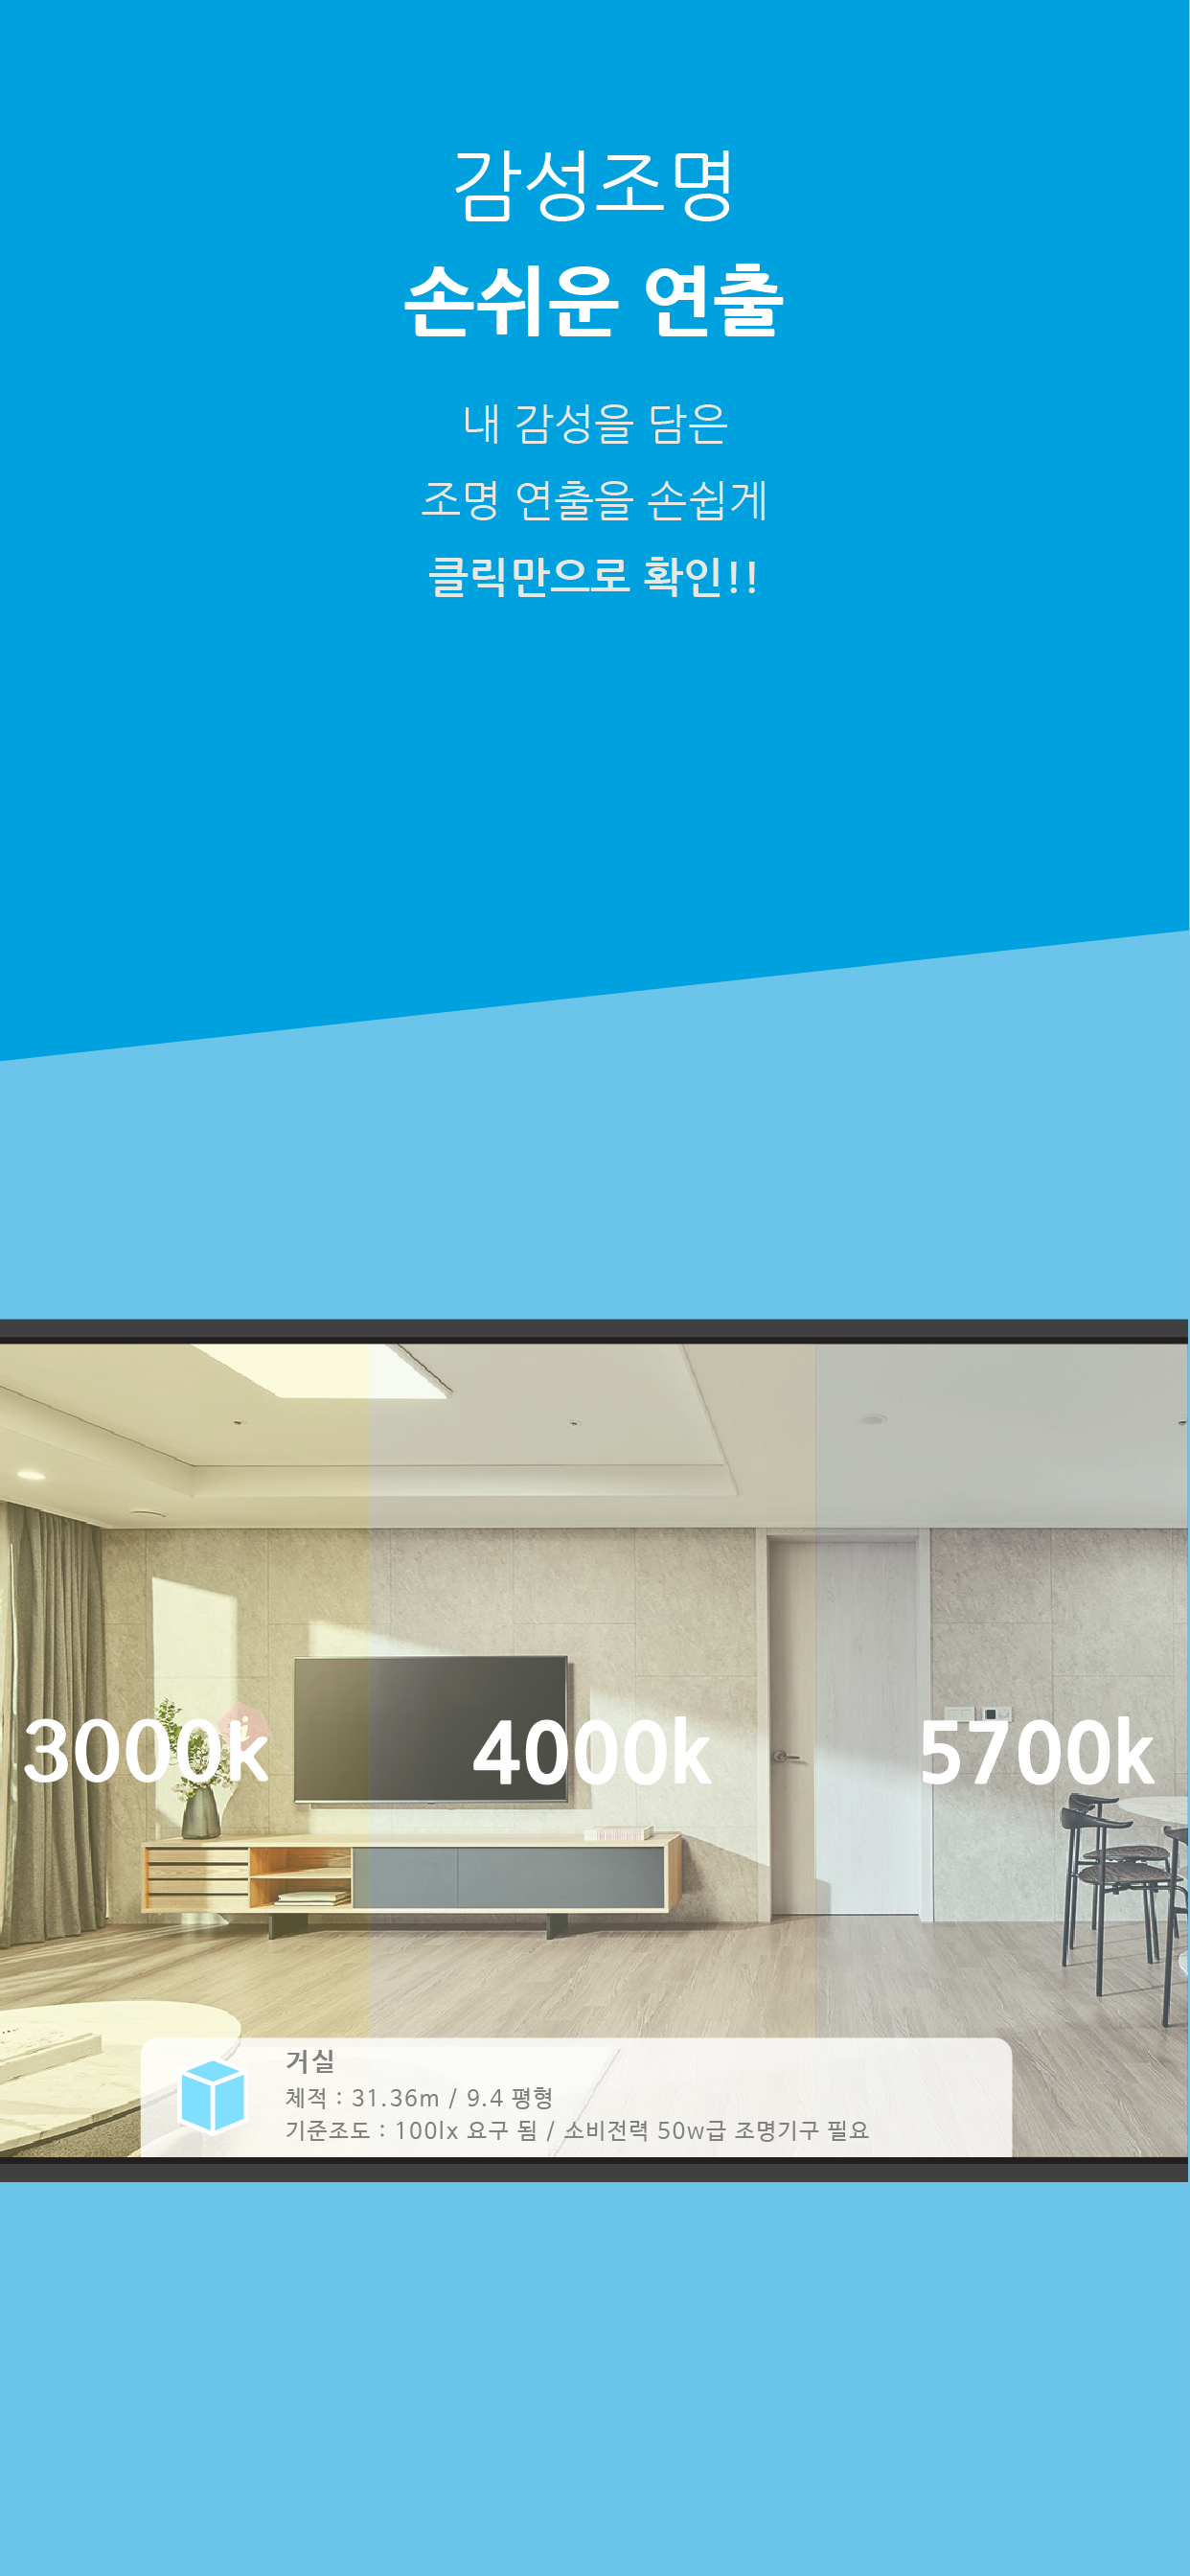 감성조명
손쉬운 연출
내 감성을 담은
조명 연출을 손쉽게
클릭만으로 확인!!
3000k
4000k
5700k
거실
체적 : 31.36m / 9.4 평형
기준조도 : 100lx 요구 됨 / 소비전력 50w급 조명기구 필요